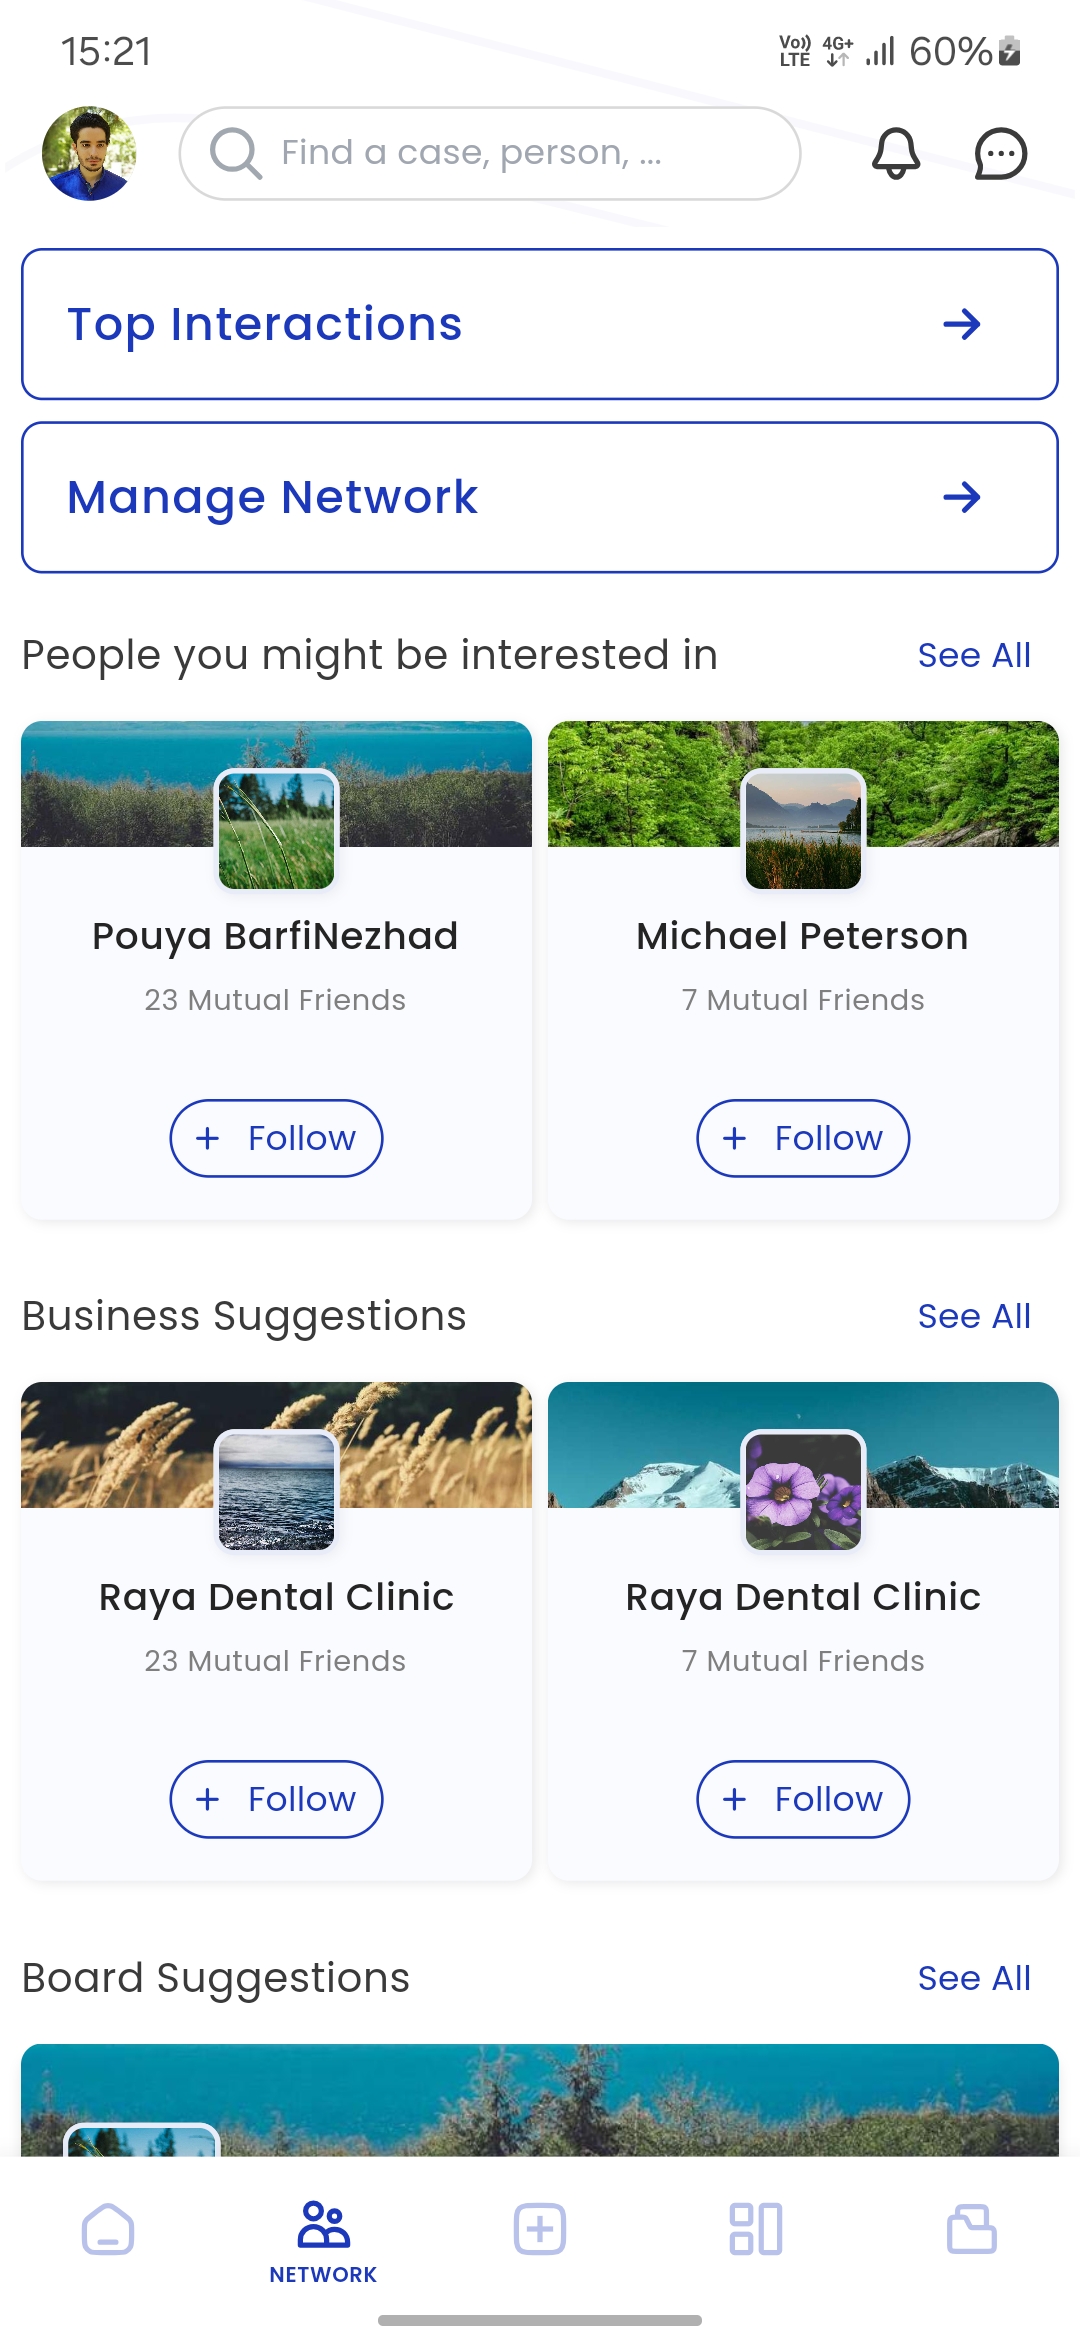 15:21
Vo)) LTE 4G+ 60%
Find a case, person, ...
Top Interactions
Manage Network
People you might be interested in See All
Pouya BarfiNezhad Michael Peterson
23 Mutual Friends 7 Mutual Friends
+ Follow + Follow
Business Suggestions See All
Raya Dental Clinic Raya Dental Clinic
23 Mutual Friends 7 Mutual Friends
+ Follow + Follow
Board Suggestions See All
NETWORK